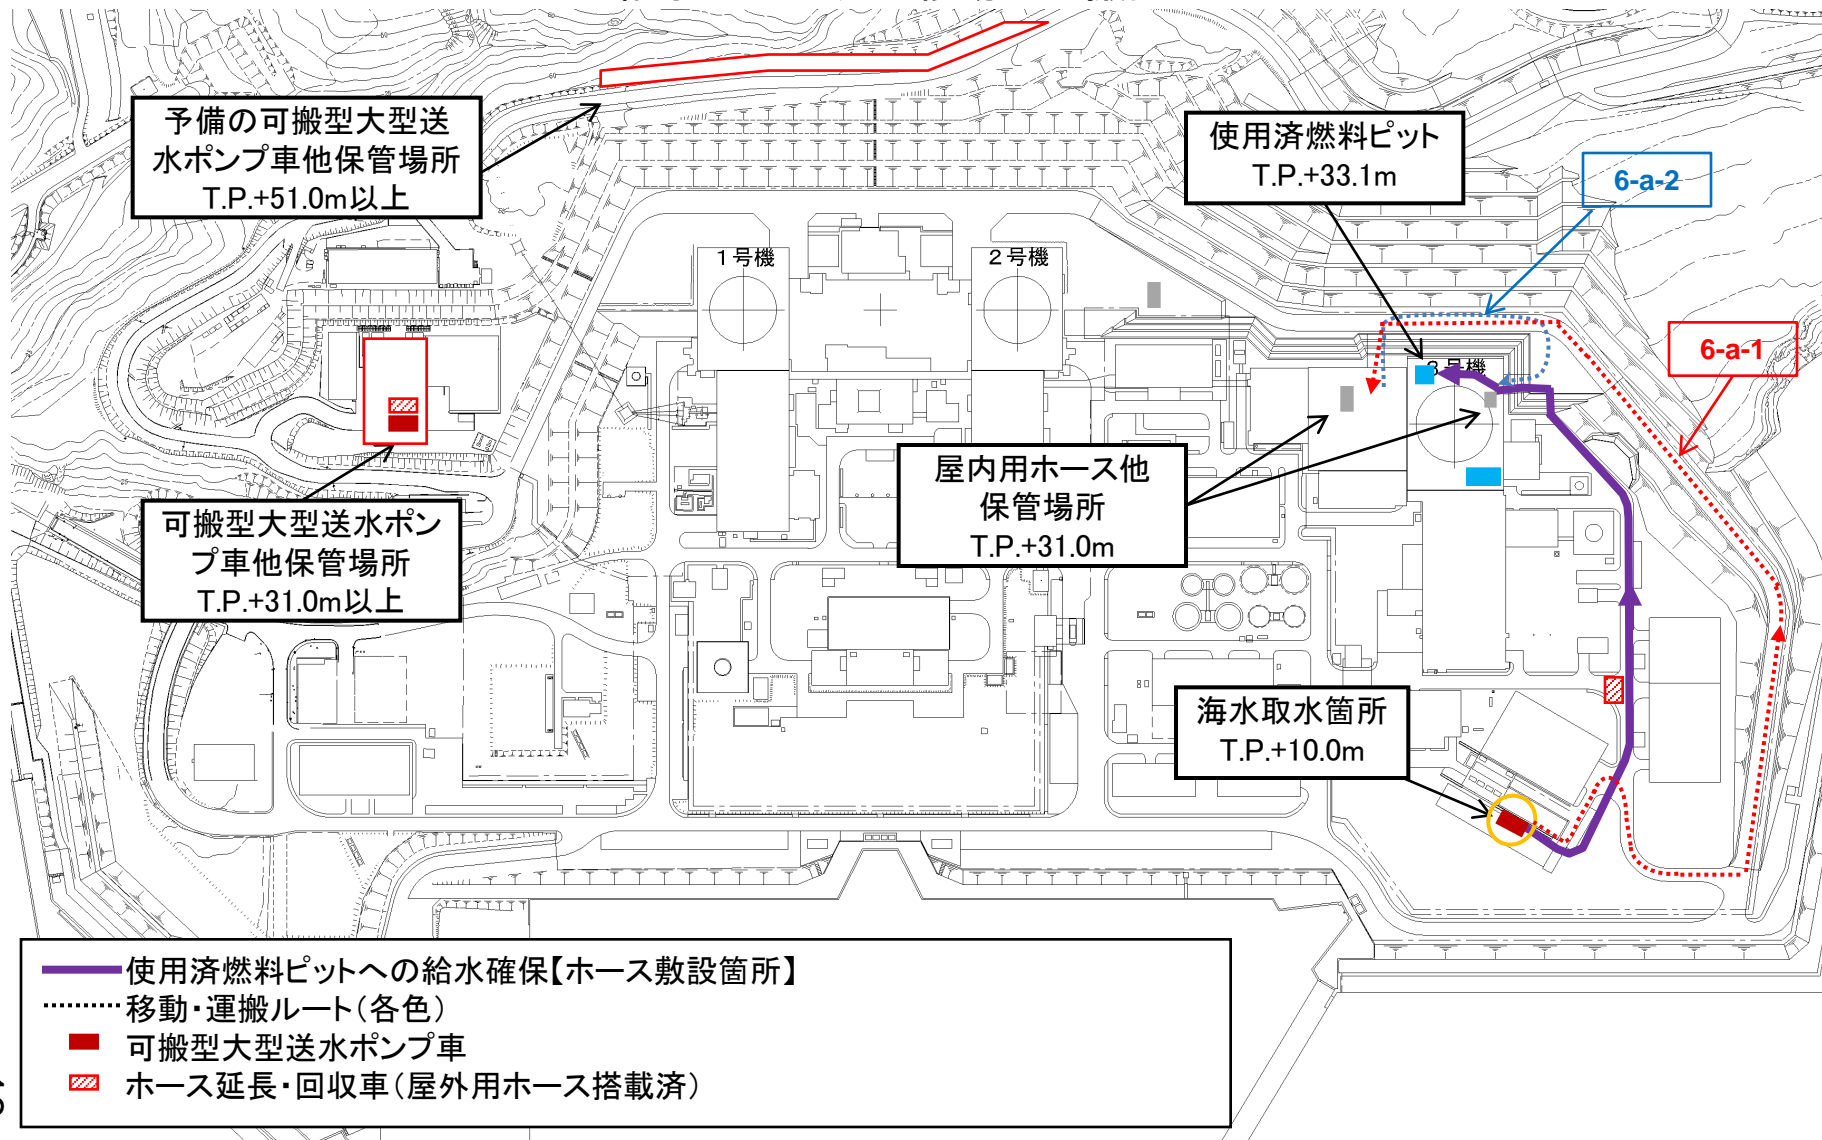 予備の可搬型大型送
水ポンプ車他保管場所
T.P.+51.0m以上
使用済燃料ピット
T.P.+33.1m
6-a-2
1号機
2号機
6-a-1
3号機
屋内用ホース他
保管場所
T.P.+31.0m
可搬型大型送水ポン
プ車他保管場所
T.P.+31.0m以上
海水取水箇所
T.P.+10.0m
使用済燃料ピットへの給水確保【ホース敷設箇所】
移動・運搬ルート(各色)
可搬型大型送水ポンプ車
ホース延長・回収車(屋外用ホース搭載済)